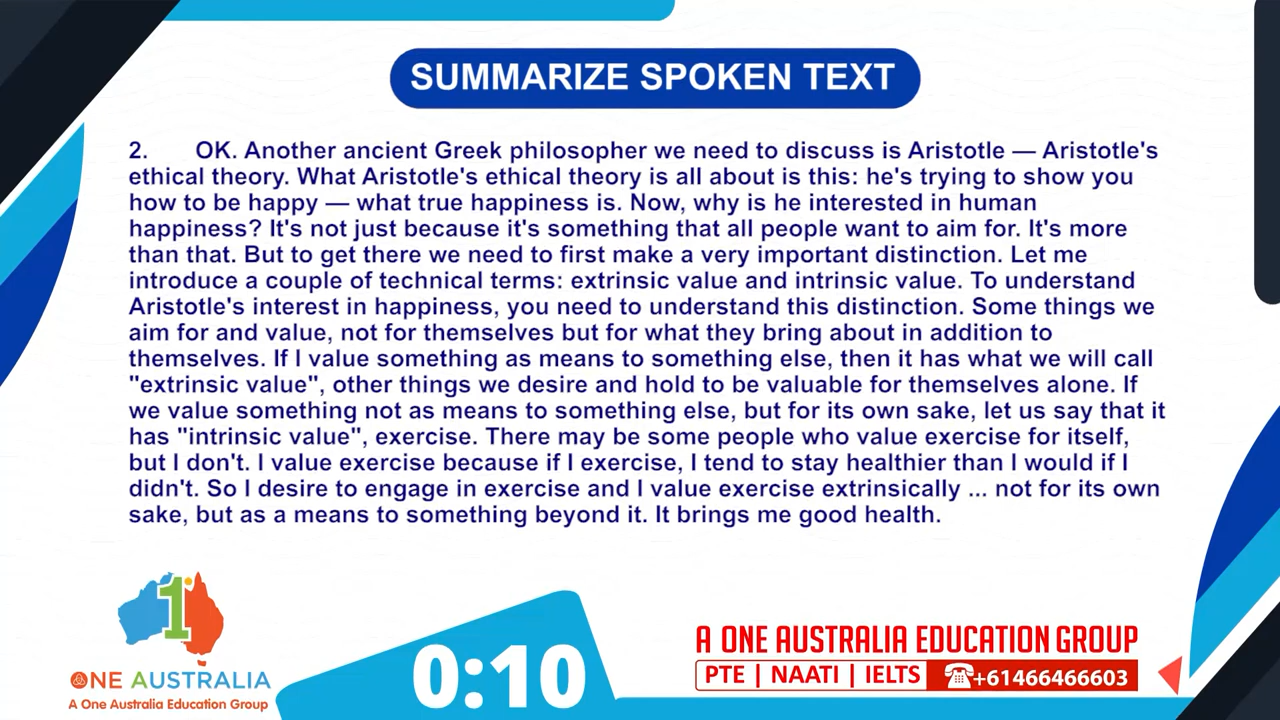 SUMMARIZE SPOKEN TEXT
2. OK. Another ancient Greek philosopher we need to discuss is Aristotle — Aristotle's
ethical theory. What Aristotle's ethical theory is all about is this: he's trying to show you
how to be happy — what true happiness is. Now, why is he interested in human
happiness? It's not just because it's something that all people want to aim for. It's more
than that. But to get there we need to first make a very important distinction. Let me
introduce a couple of technical terms: extrinsic value and intrinsic value. To understand
Aristotle's interest in happiness, you need to understand this distinction. Some things we
aim for and value, not for themselves but for what they bring about in addition to
themselves. If I value something as means to something else, then it has what we will call
"extrinsic value", other things we desire and hold to be valuable for themselves alone. If
we value something not as means to something else, but for its own sake, let us say that it
has "intrinsic value", exercise. There may be some people who value exercise for itself,
but I don't. I value exercise because if I exercise, I tend to stay healthier than I would if I
didn't. So I desire to engage in exercise and I value exercise extrinsically ... not for its own
sake, but as a means to something beyond it. It brings me good health.
1
ONE AUSTRALIA
A One Australia Education Group
0:10
A ONE AUSTRALIA EDUCATION GROUP
PTE | NAATI | IELTS +61466466603